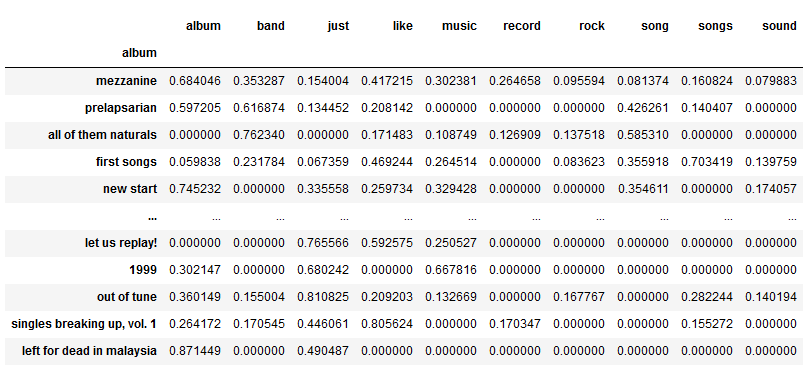 album band just like music record rock song songs sound
album
mezzanine 0.684046 0.353287 0.154004 0.417215 0.302381 0.264658 0.095594 0.081374 0.160824 0.079883
prelapsarian 0.597205 0.616874 0.134452 0.208142 0.000000 0.000000 0.000000 0.426261 0.140407 0.000000
all of them naturals 0.000000 0.762340 0.000000 0.171483 0.108749 0.126909 0.137518 0.585310 0.000000 0.000000
first songs 0.059838 0.231784 0.067359 0.469244 0.264514 0.000000 0.083623 0.355918 0.703419 0.139759
new start 0.745232 0.000000 0.335558 0.259734 0.329428 0.000000 0.000000 0.354611 0.000000 0.174057
... ... ... ... ... ... ... ... ... ... ...
let us replay! 0.000000 0.000000 0.765566 0.592575 0.250527 0.000000 0.000000 0.000000 0.000000 0.000000
1999 0.302147 0.000000 0.680242 0.000000 0.667816 0.000000 0.000000 0.000000 0.000000 0.000000
out of tune 0.360149 0.155004 0.810825 0.209203 0.132669 0.000000 0.167767 0.000000 0.282244 0.140194
singles breaking up, vol. 1 0.264172 0.170545 0.446061 0.805624 0.000000 0.170347 0.000000 0.000000 0.155272 0.000000
left for dead in malaysia 0.871449 0.000000 0.490487 0.000000 0.000000 0.000000 0.000000 0.000000 0.000000 0.000000